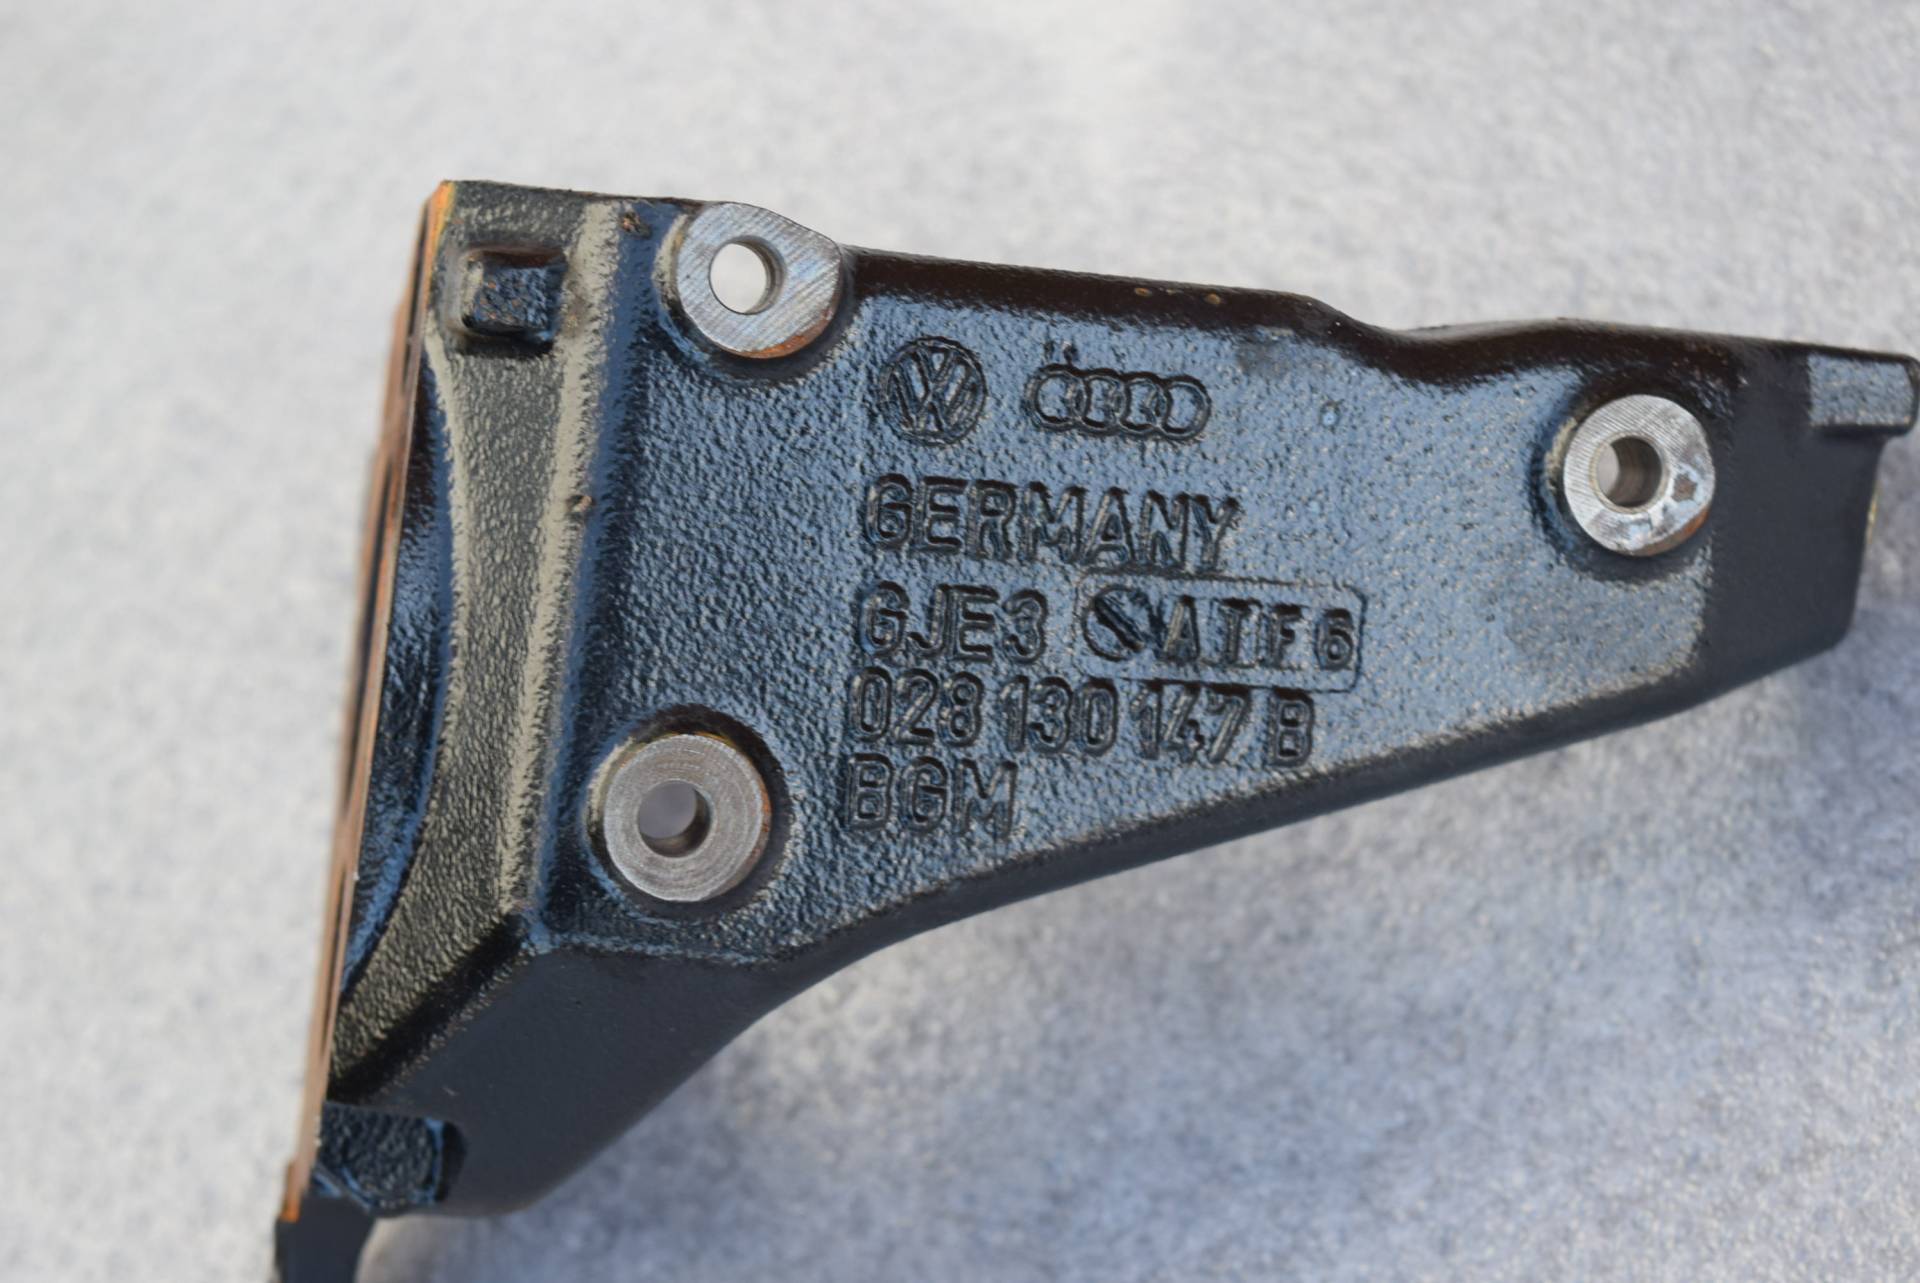 GERMANY
GJE3 ATF6
028 130 147 B
BGM